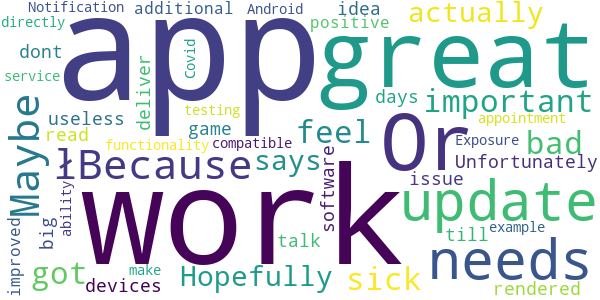 Notification
additional
Android
idea
actually
directly
dont
app
Covid
positive
great
service
deliver
days
important
Maybe
useless
testing
game
Or
appointment
read
functionality
compatible
feel
Exposure
bad
łBecause
says
Unfortunately
work
software
issue
update
improved
big
ability
talk
till
example
needs
got
devices
make
Hopefully
sick
rendered